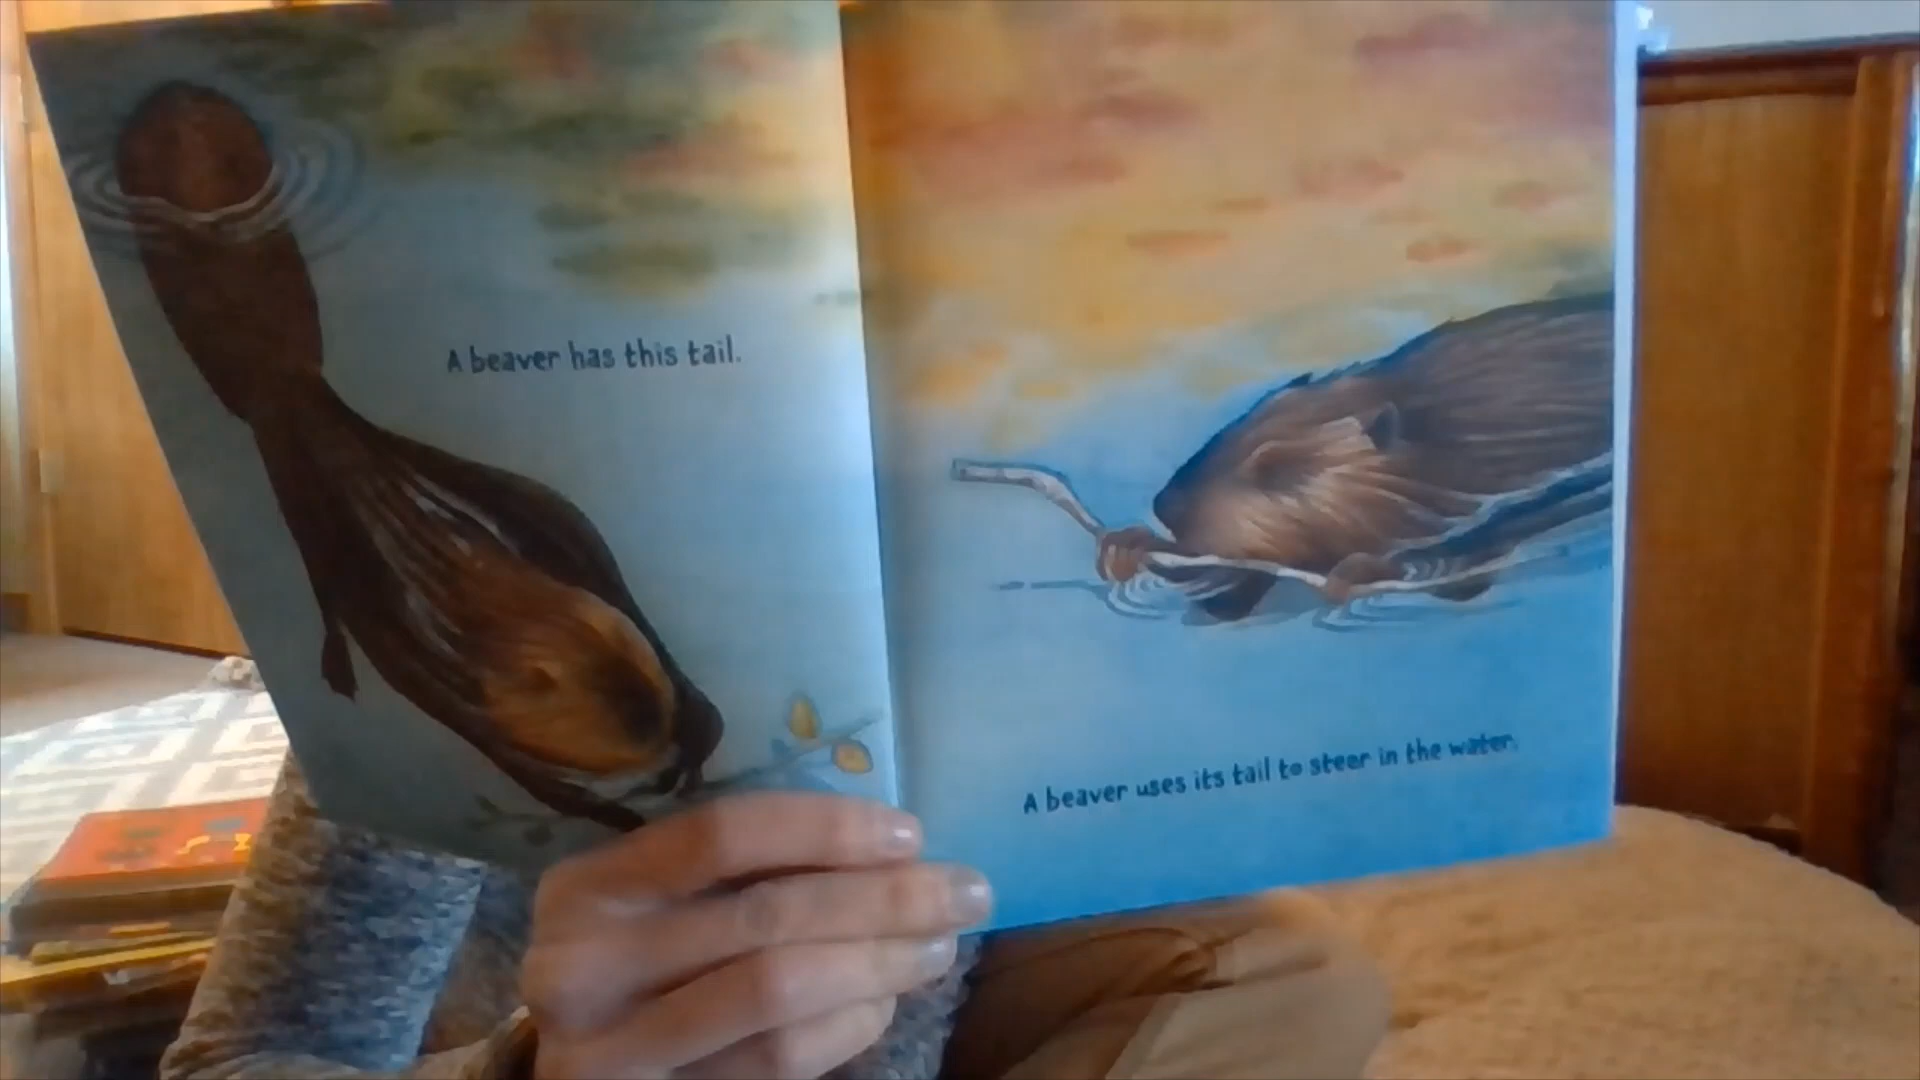 A beaver has this tail.
A beaver uses its tail to steer in the water.